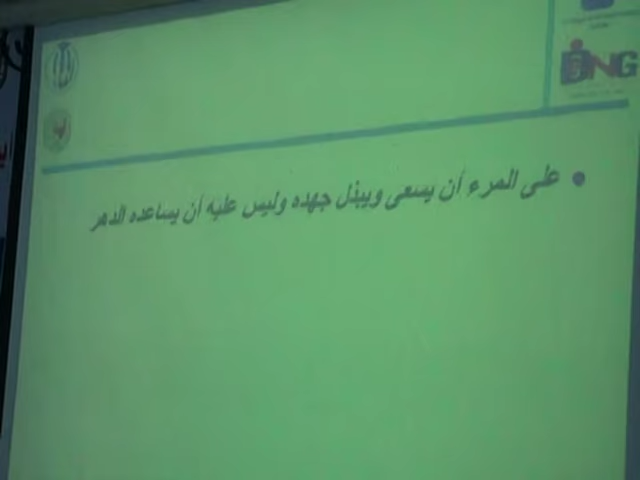 على المرء أن يسعى ويبذل جهده وليس عليه أن يساعده الدهر